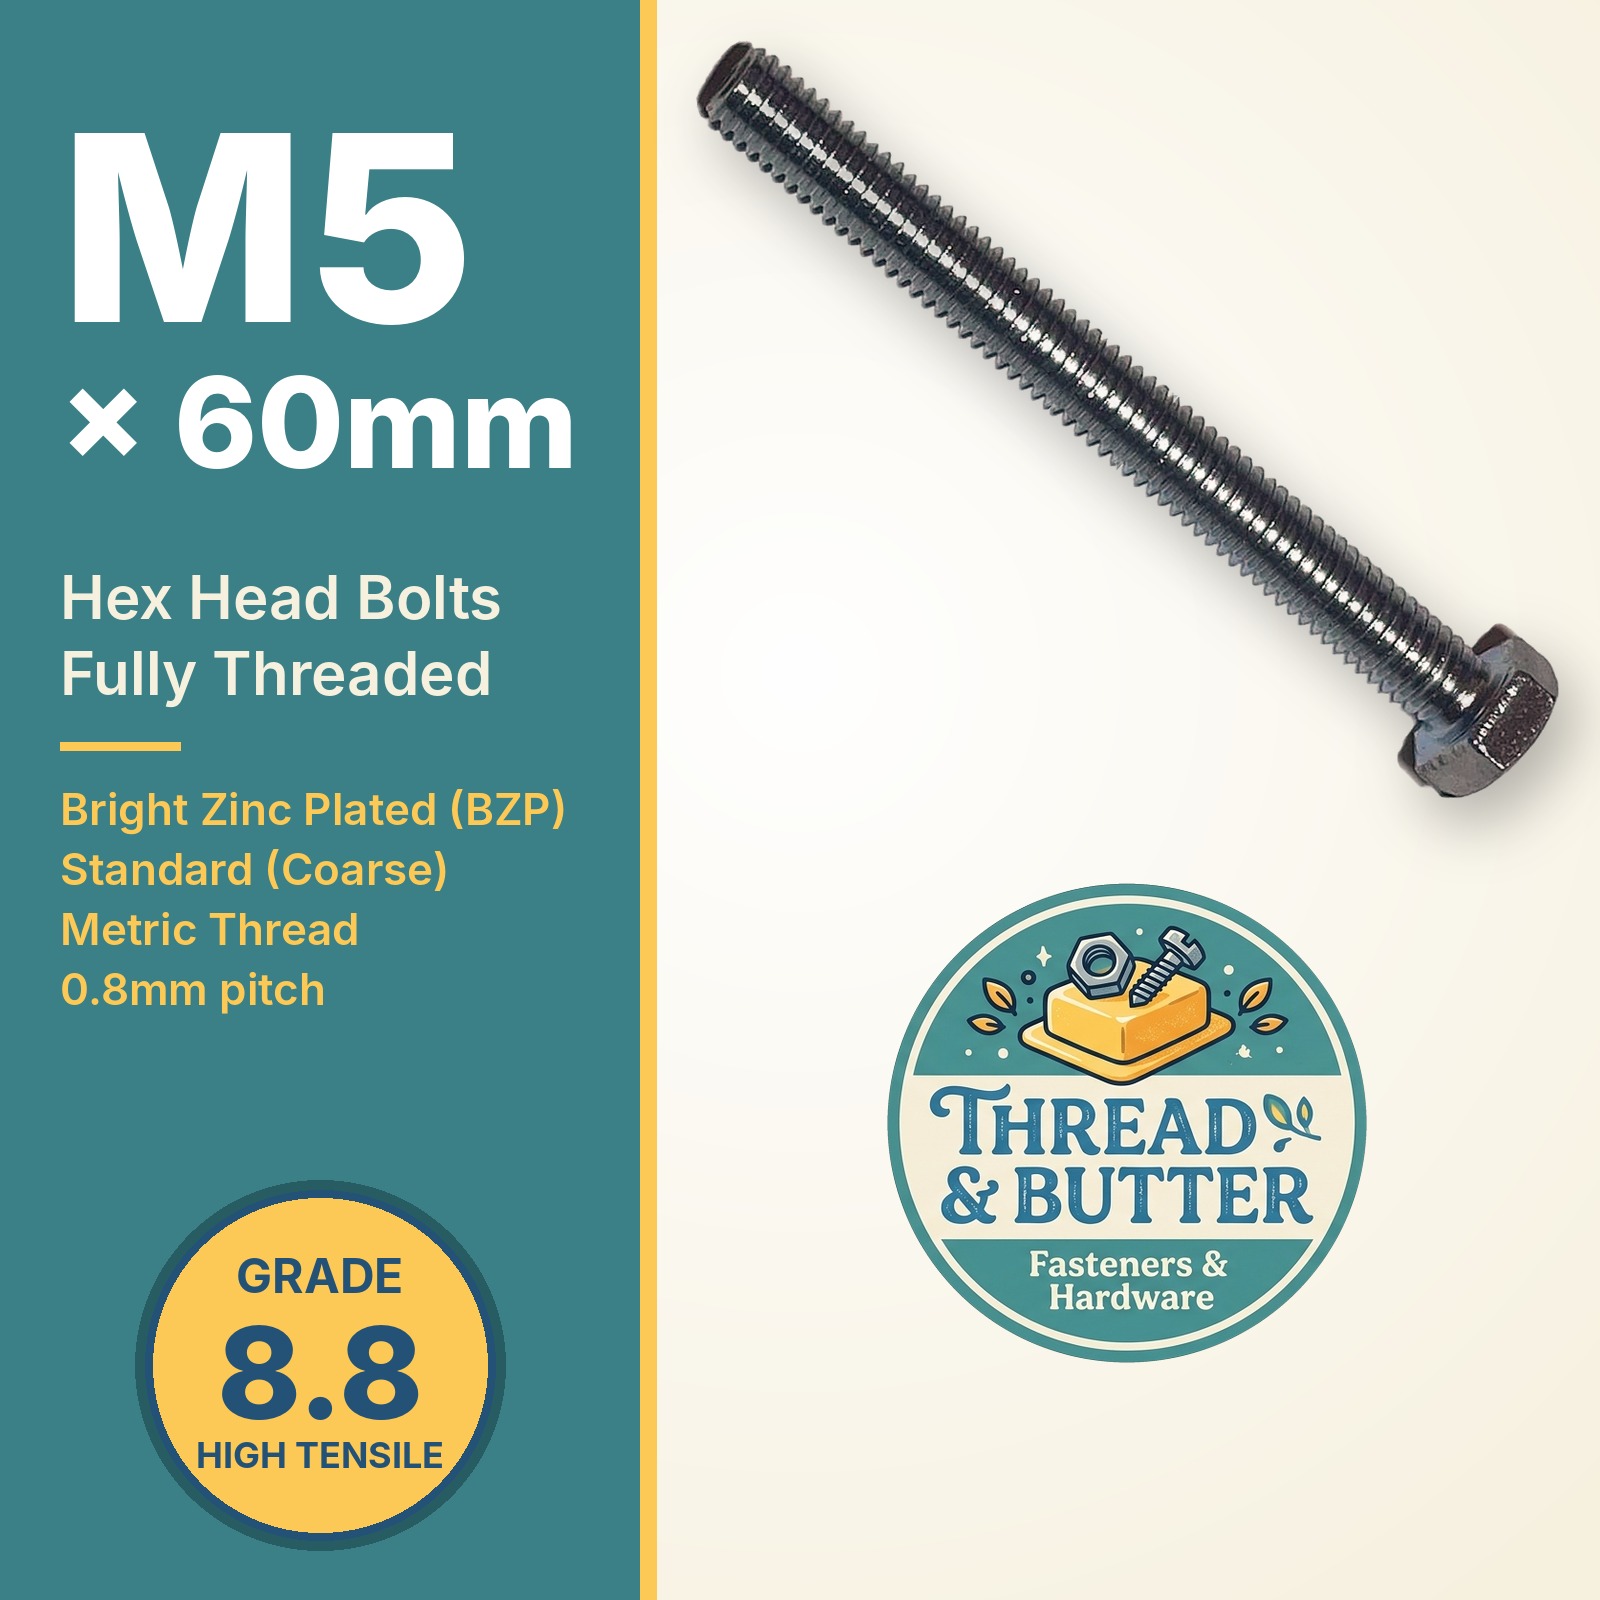 M5
× 60mm
Hex Head Bolts
Fully Threaded
Bright Zinc Plated (BZP)
Standard (Coarse)
Metric Thread
0.8mm pitch
GRADE
8.8
HIGH TENSILE
THREAD
& BUTTER
Fasteners &
Hardware